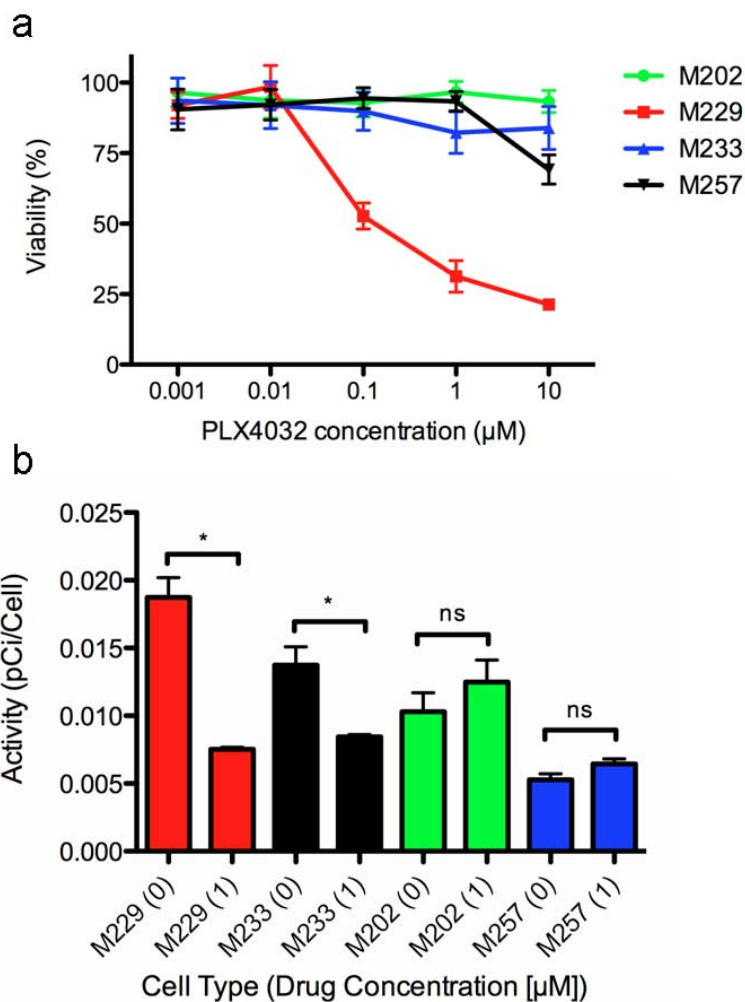 a
100
75
50
25
0
Viability (%)
0.001 0.01 0.1 1 10
PLX4032 concentration (µM)
M202
M229
M233
M257
b
0.025
0.020
0.015
0.010
0.005
0.000
Activity (pCi/Cell)
* * ns ns
M229 (0) M229 (1) M233 (0) M233 (1) M202 (0) M202 (1) M257 (0) M257 (1)
Cell Type (Drug Concentration [µM])